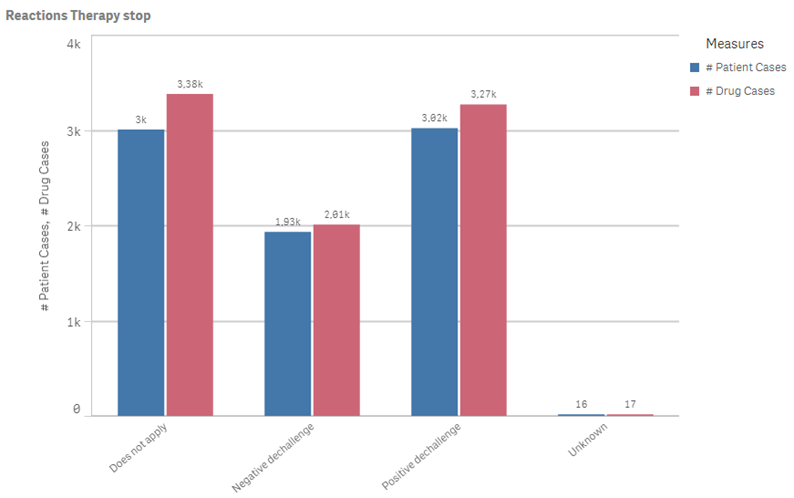 Reactions Therapy stop
Measures
# Patient Cases
# Drug Cases
# Patient Cases, # Drug Cases
4k
3k
2k
1k
0
3k
3,38k
1,93k
2,01k
3,02k
3,27k
16
17
Does not apply
Negative dechallenge
Positive dechallenge
Unknown